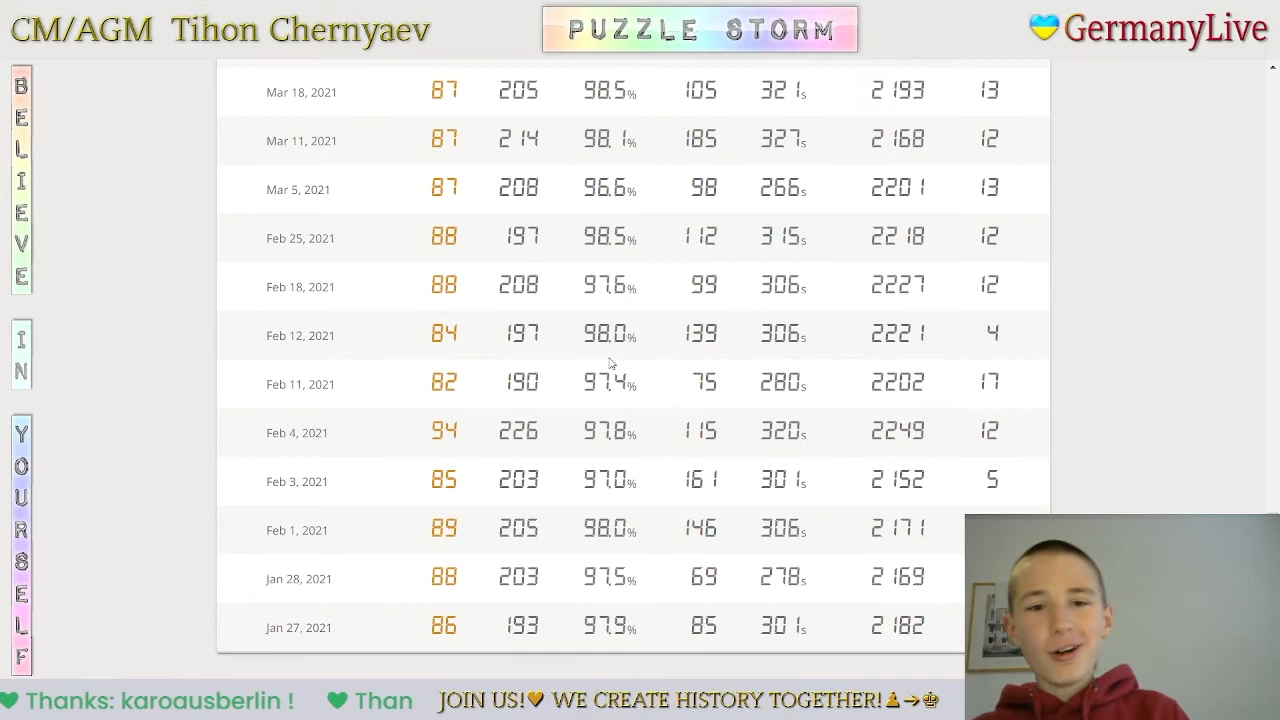 CM/AGM Tihon Chernyaev
PUZZLE STORM
GermanyLive
BELIEVE
IN
YOURSELF
Mar 18, 2021 87 205 98.5% 105 321s 2193 13
Mar 11, 2021 87 214 98.1% 185 327s 2168 12
Mar 5, 2021 87 208 96.6% 98 266s 2201 13
Feb 25, 2021 88 197 98.5% 112 315s 2218 12
Feb 18, 2021 88 208 97.6% 99 306s 2227 12
Feb 12, 2021 84 197 98.0% 139 306s 2221 4
Feb 11, 2021 82 190 97.4% 75 280s 2202 17
Feb 4, 2021 94 226 97.8% 115 320s 2249 12
Feb 3, 2021 85 203 97.0% 161 301s 2152 5
Feb 1, 2021 89 205 98.0% 146 306s 2171
Jan 28, 2021 88 203 97.5% 69 278s 2169
Jan 27, 2021 86 193 97.9% 85 301s 2182
Thanks: karoausberlin ! Than
JOIN US! WE CREATE HISTORY TOGETHER!